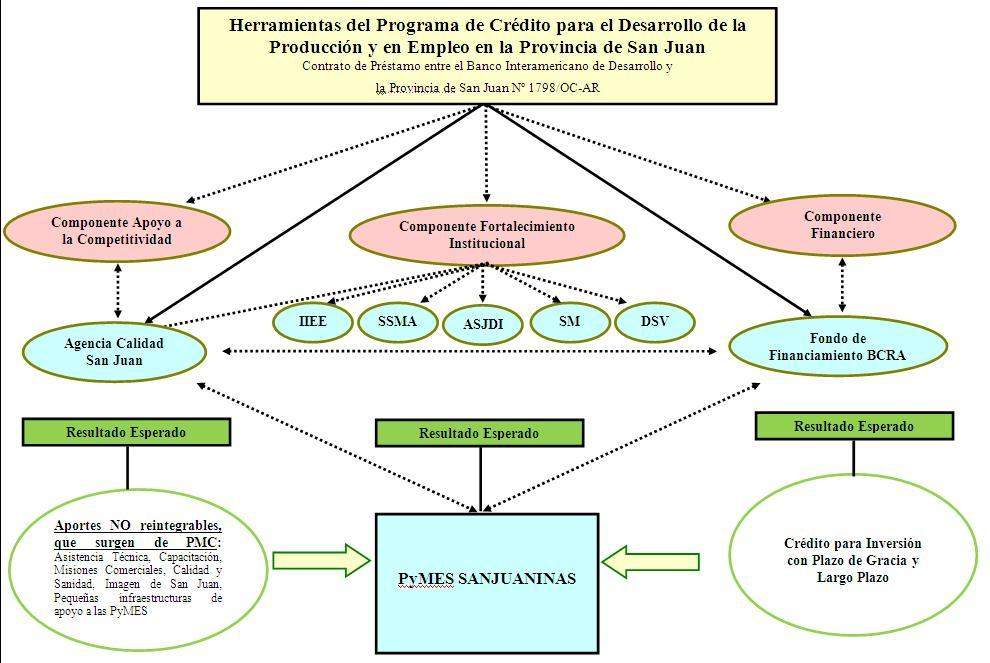 Herramientas del Programa de Crédito para el Desarrollo de la
Producción y en Empleo en la Provincia de San Juan
Contrato de Préstamo entre el Banco Interamericano de Desarrollo y
la Provincia de San Juan Nº 1798/OC-AR
Componente Apoyo a
la Competitividad
Componente Fortalecimiento
Institucional
Componente
Financiero
IIEE
SSMA
ASJDI
SM
DSV
Agencia Calidad
San Juan
Fondo de
Financiamiento BCRA
Resultado Esperado
Resultado Esperado
Resultado Esperado
Aportes NO reintegrables,
que surgen de PMC:
Asistencia Técnica, Capacitación,
Misiones Comerciales, Calidad y
Sanidad, Imagen de San Juan,
Pequeñas infraestructuras de
apoyo a las PyMES
PyMES SANJUANINAS
Crédito para Inversión
con Plazo de Gracia y
Largo Plazo